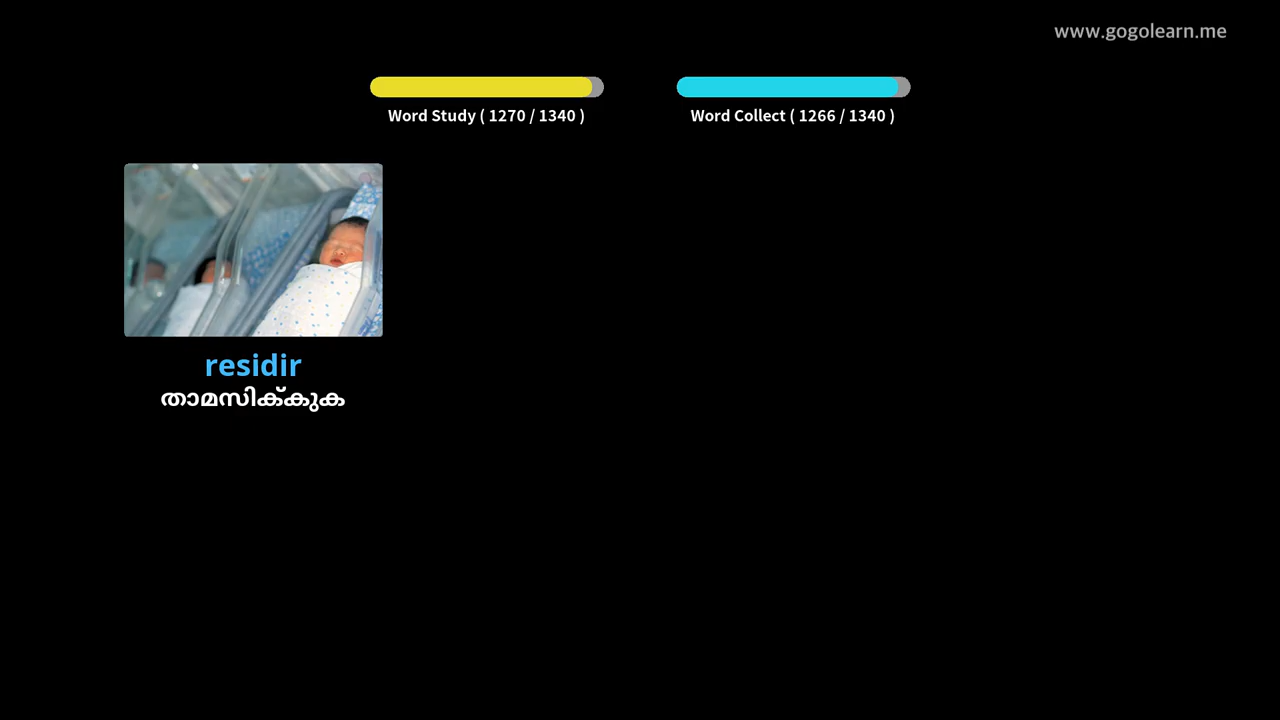 www.gogolearn.me
Word Study ( 1270 / 1340 )
Word Collect ( 1266 / 1340 )
residir
താമസിക്കുക